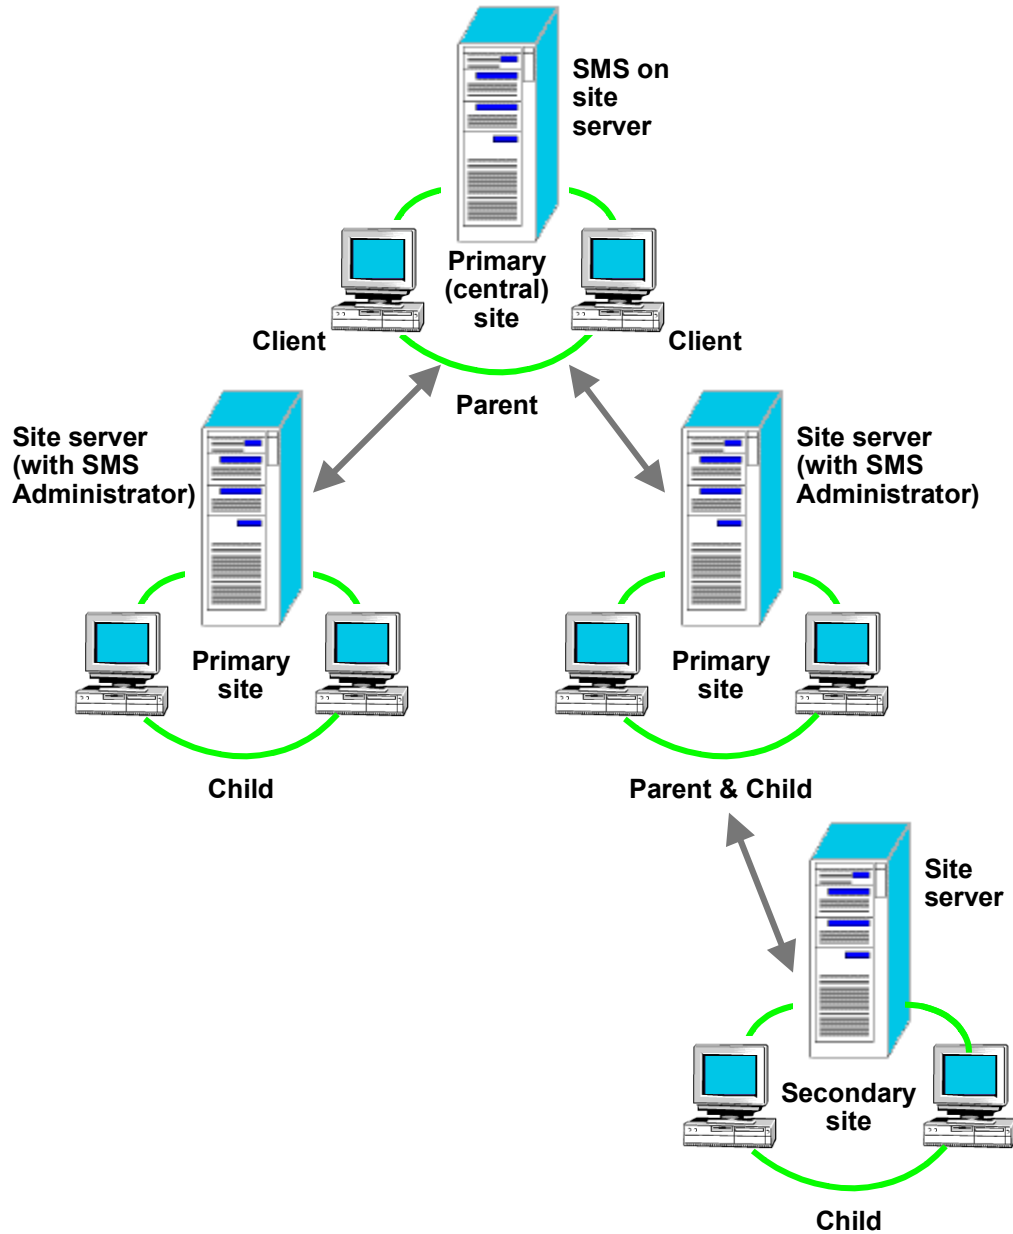 SMS on
site
server
Primary
(central)
site
Client
Client
Parent
Site server
(with SMS
Administrator)
Site server
(with SMS
Administrator)
Primary
site
Primary
site
Child
Parent & Child
Site
server
Secondary
site
Child